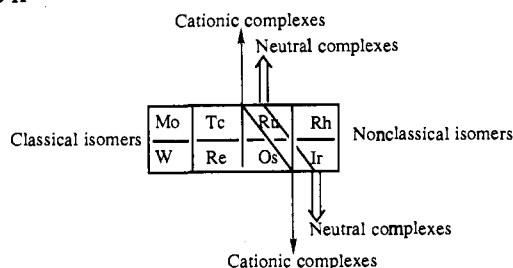 Cationic complexes
Neutral complexes
Mo Tc Ru Rh
Classical isomers Nonclassical isomers
W Re Os Ir
Neutral complexes
Cationic complexes